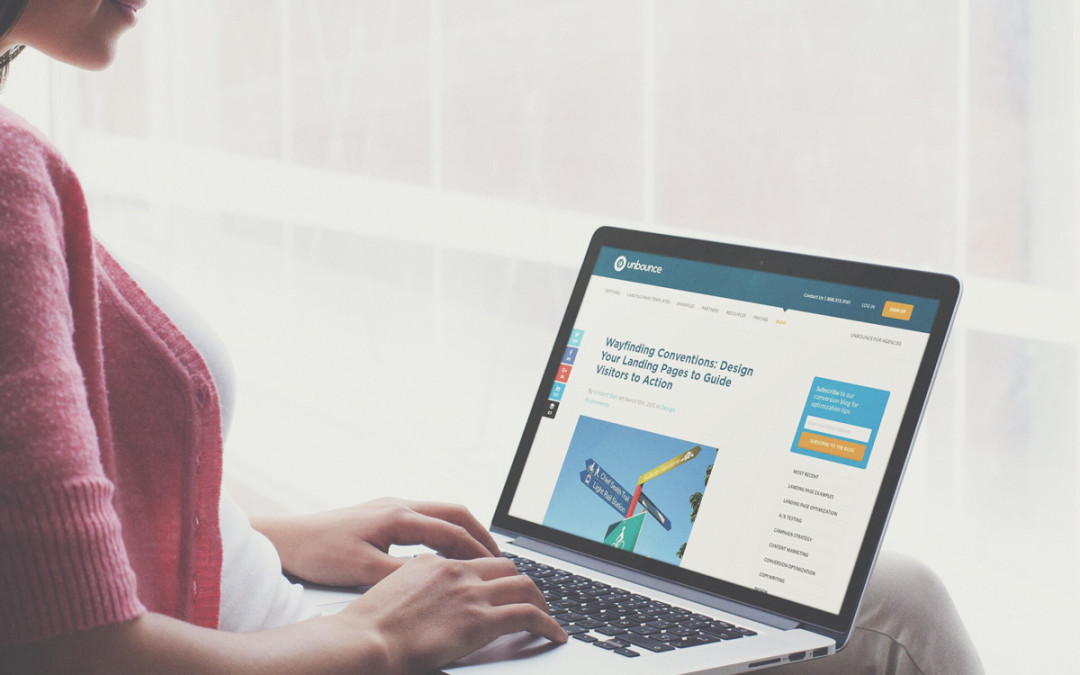 unbounce
Contact Us 1.888.515.9161
LOG IN
SIGN UP
LANDING PAGE TEMPLATES
EXAMPLES
PARTNERS
RESOURCES
PRICING
BLOG
UNBOUNCE FOR AGENCIES
Wayfinding Conventions: Design
Your Landing Pages to Guide
Visitors to Action
Subscribe to our
conversion blog for
optimization tips.
SUBSCRIBE TO THE BLOG
Chief Seattle Trail
Light Rail Station
MOST RECENT
LANDING PAGE EXAMPLES
LANDING PAGE OPTIMIZATION
A/B TESTING
CAMPAIGN STRATEGY
CONTENT MARKETING
CONVERSION OPTIMIZATION
COPYWRITING